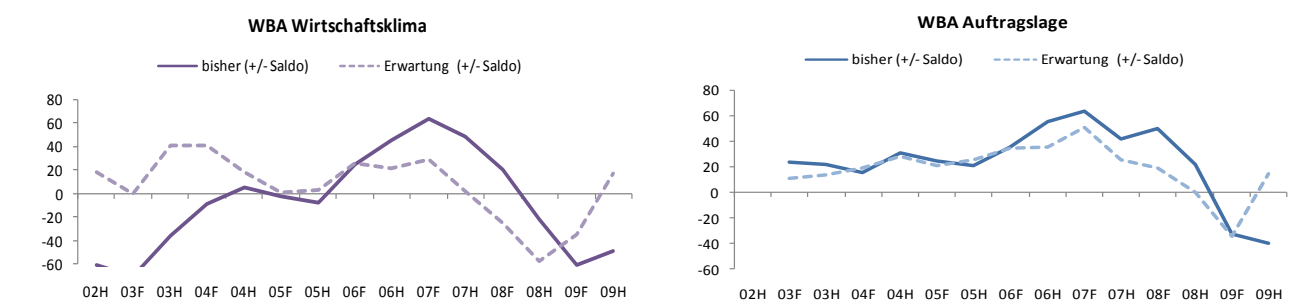 WBA Wirtschaftsklima
bisher (+/- Saldo) Erwartung (+/- Saldo)
80
60
40
20
0
-20
-40
-60
02H 03F 03H 04F 04H 05F 05H 06F 06H 07F 07H 08F 08H 09F 09H
WBA Auftragslage
bisher (+/- Saldo) Erwartung (+/- Saldo)
80
60
40
20
0
-20
-40
-60
02H 03F 03H 04F 04H 05F 05H 06F 06H 07F 07H 08F 08H 09F 09H